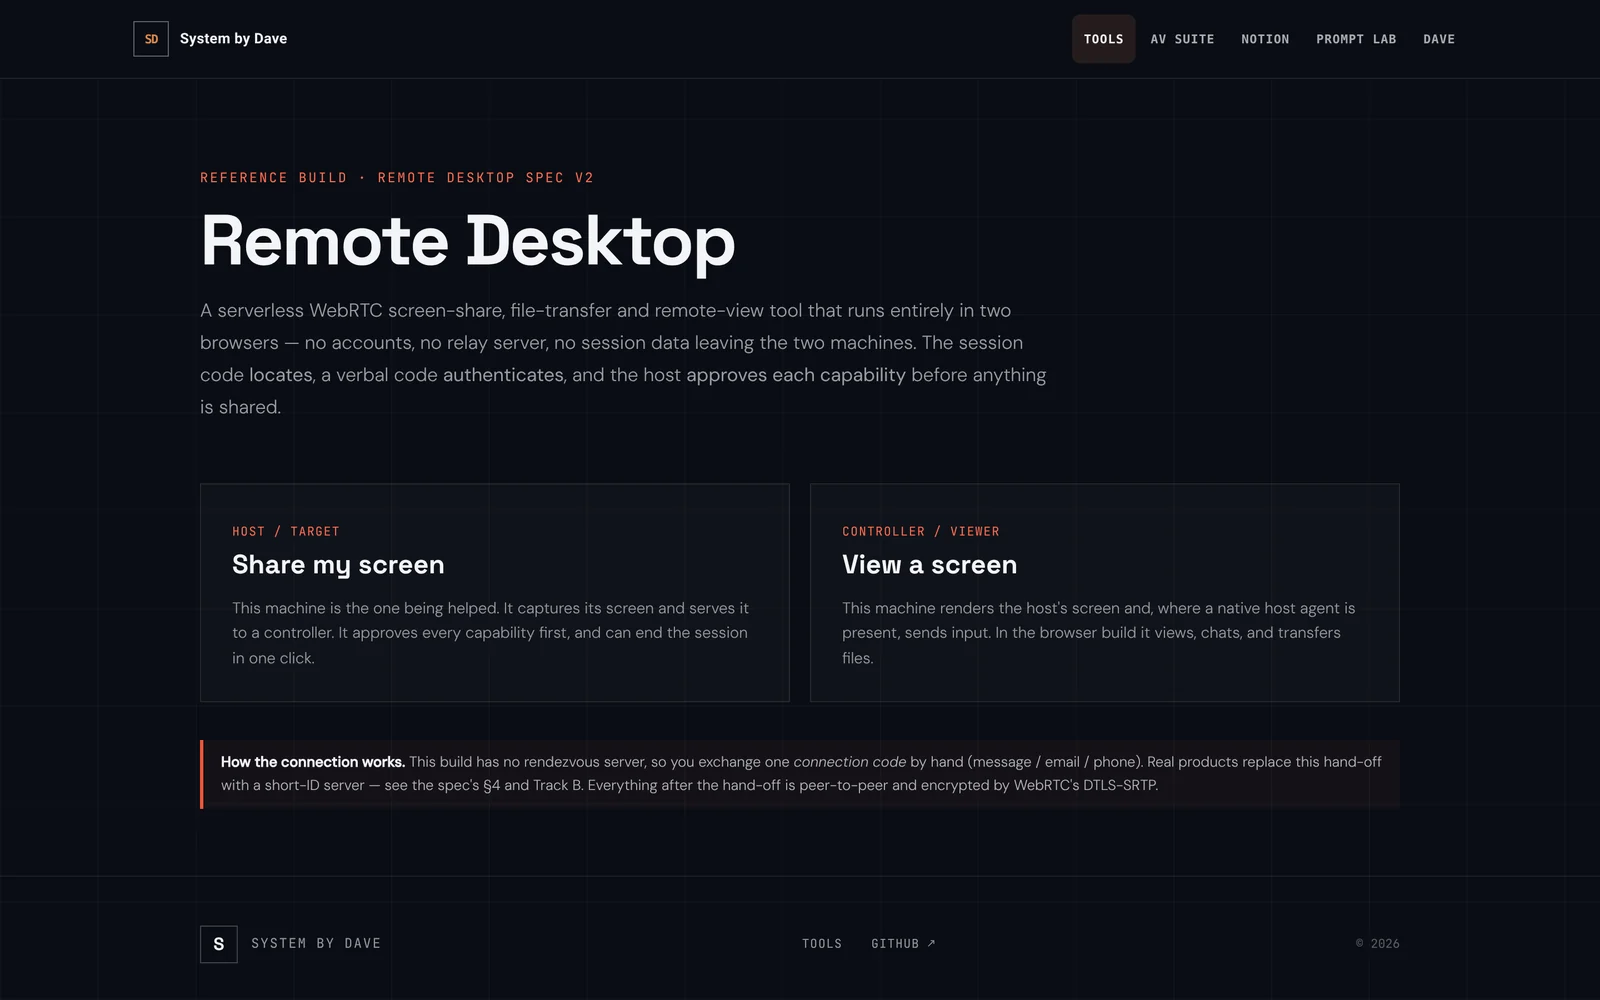 SD System by Dave
TOOLS AV SUITE NOTION PROMPT LAB DAVE
REFERENCE BUILD · REMOTE DESKTOP SPEC V2
Remote Desktop
A serverless WebRTC screen-share, file-transfer and remote-view tool that runs entirely in two
browsers — no accounts, no relay server, no session data leaving the two machines. The session
code locates, a verbal code authenticates, and the host approves each capability before anything
is shared.
HOST / TARGET
Share my screen
This machine is the one being helped. It captures its screen and serves it
to a controller. It approves every capability first, and can end the session
in one click.
CONTROLLER / VIEWER
View a screen
This machine renders the host's screen and, where a native host agent is
present, sends input. In the browser build it views, chats, and transfers
files.
How the connection works. This build has no rendezvous server, so you exchange one connection code by hand (message / email / phone). Real products replace this hand-off
with a short-ID server — see the spec's §4 and Track B. Everything after the hand-off is peer-to-peer and encrypted by WebRTC's DTLS-SRTP.
S SYSTEM BY DAVE
TOOLS GITHUB ↗
© 2026